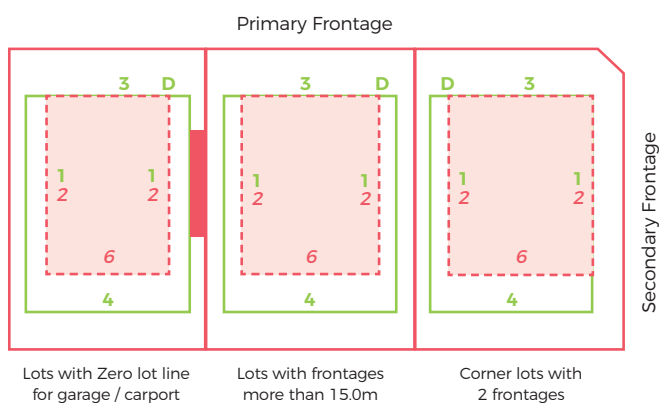 Primary Frontage
3 D
3 D
D 3
1 1
2 2
1 1
2 2
1 1
2 2
6
6
6
4
4
4
Secondary Frontage
Lots with Zero lot line
for garage / carport
Lots with frontages
more than 15.0m
Corner lots with
2 frontages